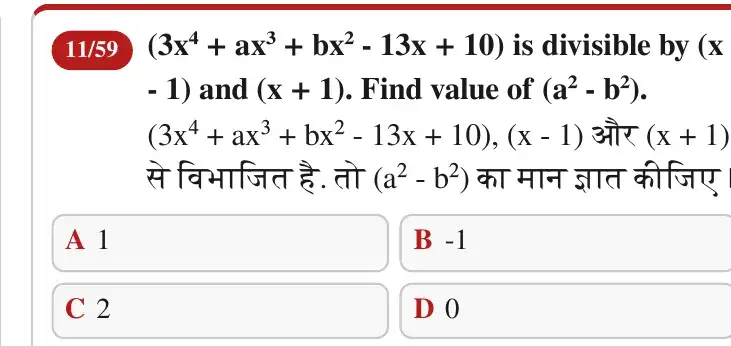 11/59 (3x⁴ + ax³ + bx² - 13x + 10) is divisible by (x
- 1) and (x + 1). Find value of (a² - b²).
(3x⁴ + ax³ + bx² - 13x + 10), (x - 1) और (x + 1)
से विभाजित है. तो (a² - b²) का मान ज्ञात कीजिए।
A 1
B -1
C 2
D 0